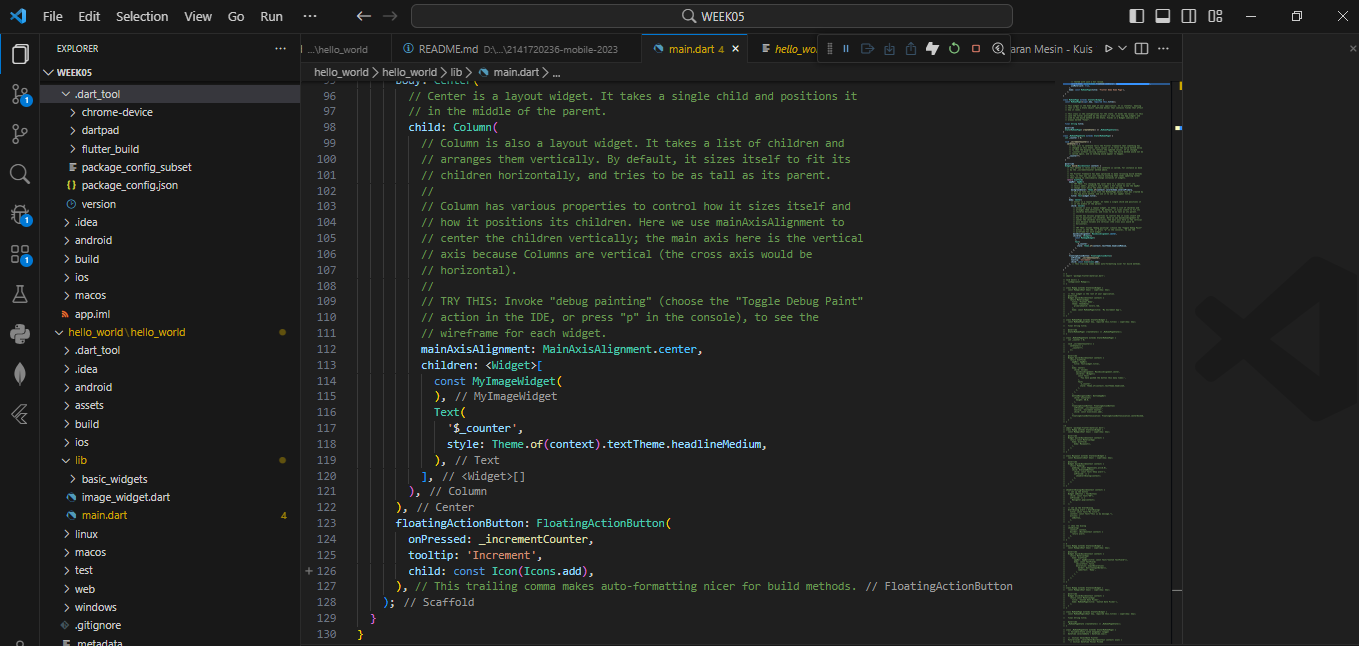 File Edit Selection View Go Run ··· WEEK05
EXPLORER ···
WEEK05
.dart_tool
chrome-device
dartpad
flutter_build
package_config_subset
package_config.json
version
.idea
android
build
ios
macos
app.iml
hello_world\hello_world
.dart_tool
.idea
android
assets
build
ios
lib
basic_widgets
image_widget.dart
main.dart 4
linux
macos
test
web
windows
.gitignore
.metadata
1
1
1
...\hello_world README.md D:\...\2141720236-mobile-2023 main.dart 4 hello_wo aran Mesin - Kuis ···
hello_world > hello_world > lib > main.dart > ...
95 body: Center(
96 // Center is a layout widget. It takes a single child and positions it
97 // in the middle of the parent.
98 child: Column(
99 // Column is also a layout widget. It takes a list of children and
100 // arranges them vertically. By default, it sizes itself to fit its
101 // children horizontally, and tries to be as tall as its parent.
102 //
103 // Column has various properties to control how it sizes itself and
104 // how it positions its children. Here we use mainAxisAlignment to
105 // center the children vertically; the main axis here is the vertical
106 // axis because Columns are vertical (the cross axis would be
107 // horizontal).
108 //
109 // TRY THIS: Invoke "debug painting" (choose the "Toggle Debug Paint"
110 // action in the IDE, or press "p" in the console), to see the
111 // wireframe for each widget.
112 mainAxisAlignment: MainAxisAlignment.center,
113 children: <Widget>[
114 const MyImageWidget(
115 ), // MyImageWidget
116 Text(
117 '$_counter',
118 style: Theme.of(context).textTheme.headlineMedium,
119 ), // Text
120 ], // <Widget>[]
121 ), // Column
122 ), // Center
123 floatingActionButton: FloatingActionButton(
124 onPressed: _incrementCounter,
125 tooltip: 'Increment',
126 child: const Icon(Icons.add),
127 ), // This trailing comma makes auto-formatting nicer for build methods. // FloatingActionButton
128 ); // Scaffold
129 }
130 }